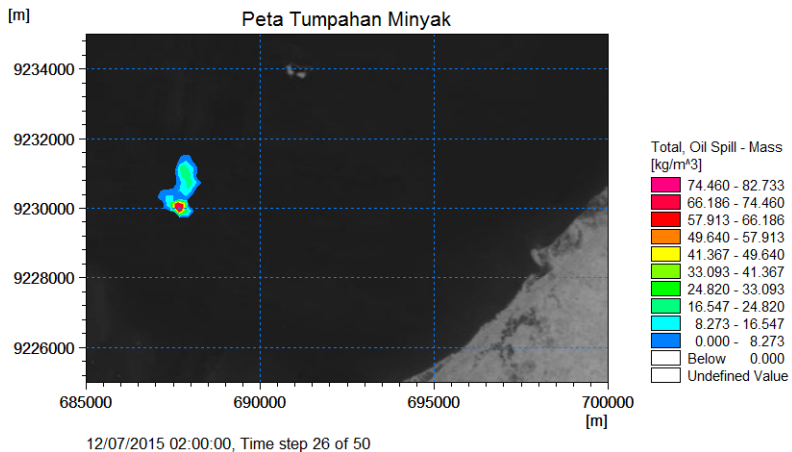 [m]
Peta Tumpahan Minyak
9234000
9232000
9230000
9228000
9226000
685000 690000 695000 700000
[m]
12/07/2015 02:00:00, Time step 26 of 50
Total, Oil Spill - Mass
[kg/m^3]
74.460 - 82.733
66.186 - 74.460
57.913 - 66.186
49.640 - 57.913
41.367 - 49.640
33.093 - 41.367
24.820 - 33.093
16.547 - 24.820
8.273 - 16.547
0.000 - 8.273
Below 0.000
Undefined Value